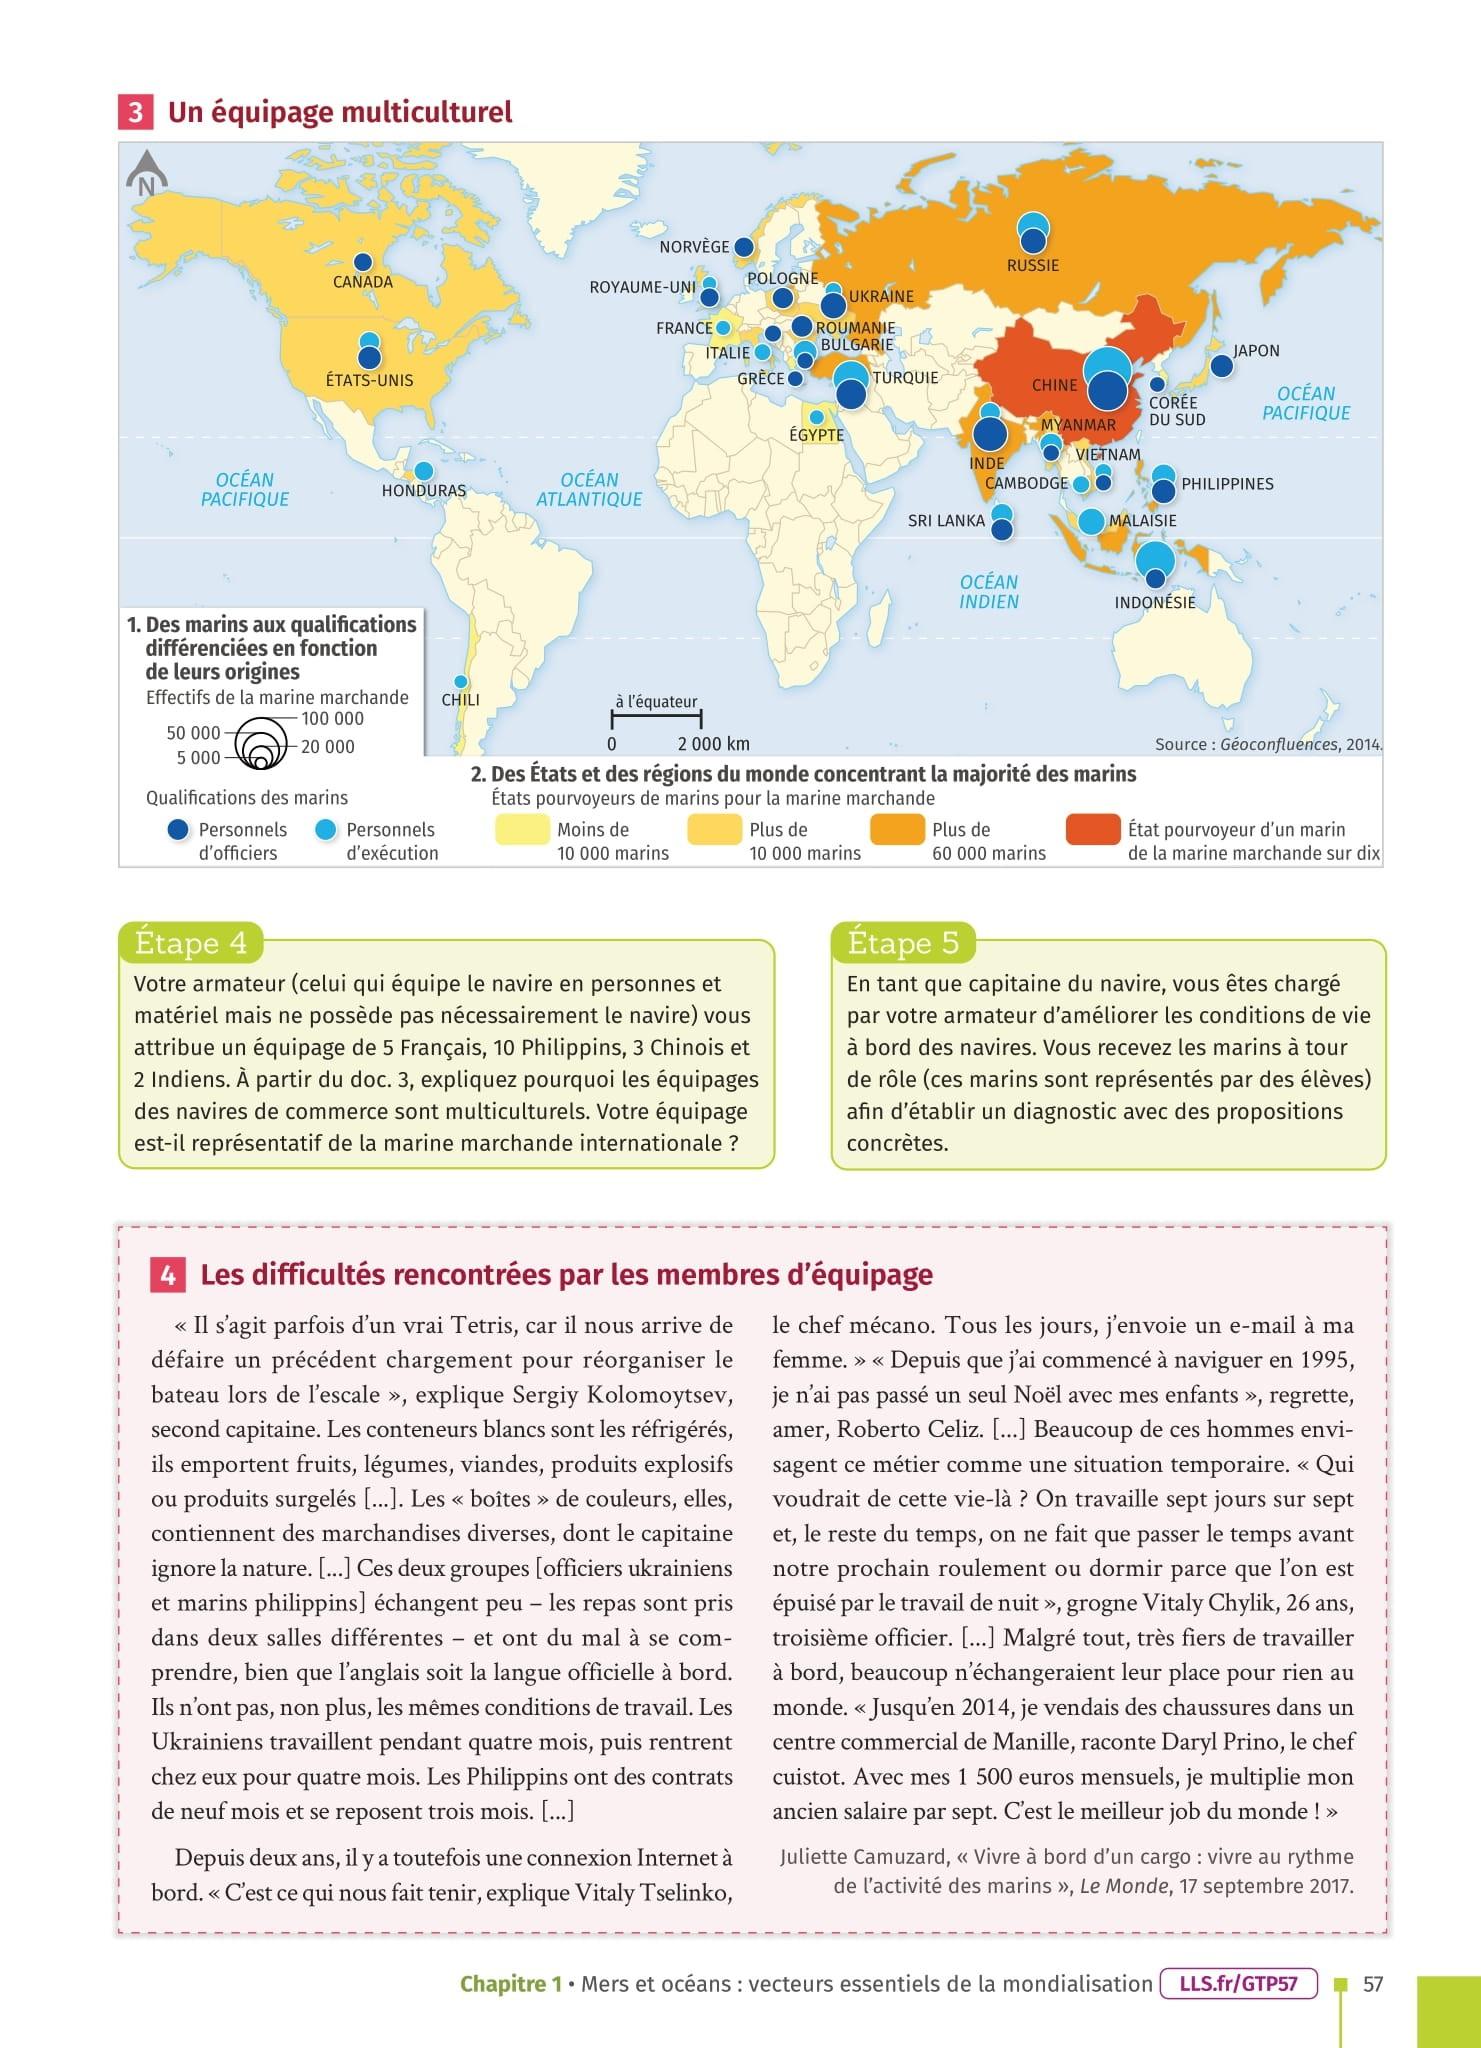 3 Un équipage multiculturel
N
CANADA
ÉTATS-UNIS
HONDURAS
CHILI
NORVÈGE
ROYAUME-UNI
POLOGNE
UKRAINE
FRANCE
ROUMANIE
ITALIE
BULGARIE
GRÈCE
TURQUIE
ÉGYPTE
RUSSIE
CHINE
JAPON
CORÉE
DU SUD
MYANMAR
INDE
VIETNAM
CAMBODGE
PHILIPPINES
SRI LANKA
MALAISIE
INDONÉSIE
OCÉAN
PACIFIQUE
OCÉAN
ATLANTIQUE
OCÉAN
INDIEN
OCÉAN
PACIFIQUE
à l’équateur
0 2 000 km
Source : Géoconfluences, 2014.
1. Des marins aux qualifications
différenciées en fonction
de leurs origines
Effectifs de la marine marchande
100 000
50 000
20 000
5 000
Qualifications des marins
Personnels
d’officiers
Personnels
d’exécution
2. Des États et des régions du monde concentrant la majorité des marins
États pourvoyeurs de marins pour la marine marchande
Moins de
10 000 marins
Plus de
10 000 marins
Plus de
60 000 marins
État pourvoyeur d’un marin
de la marine marchande sur dix
Étape 4
Votre armateur (celui qui équipe le navire en personnes et
matériel mais ne possède pas nécessairement le navire) vous
attribue un équipage de 5 Français, 10 Philippins, 3 Chinois et
2 Indiens. À partir du doc. 3, expliquez pourquoi les équipages
des navires de commerce sont multiculturels. Votre équipage
est-il représentatif de la marine marchande internationale ?
Étape 5
En tant que capitaine du navire, vous êtes chargé
par votre armateur d’améliorer les conditions de vie
à bord des navires. Vous recevez les marins à tour
de rôle (ces marins sont représentés par des élèves)
afin d’établir un diagnostic avec des propositions
concrètes.
4 Les difficultés rencontrées par les membres d’équipage
« Il s’agit parfois d’un vrai Tetris, car il nous arrive de
défaire un précédent chargement pour réorganiser le
bateau lors de l’escale », explique Sergiy Kolomoytsev,
second capitaine. Les conteneurs blancs sont les réfrigérés,
ils emportent fruits, légumes, viandes, produits explosifs
ou produits surgelés [...]. Les « boîtes » de couleurs, elles,
contiennent des marchandises diverses, dont le capitaine
ignore la nature. [...] Ces deux groupes [officiers ukrainiens
et marins philippins] échangent peu – les repas sont pris
dans deux salles différentes – et ont du mal à se com-
prendre, bien que l’anglais soit la langue officielle à bord.
Ils n’ont pas, non plus, les mêmes conditions de travail. Les
Ukrainiens travaillent pendant quatre mois, puis rentrent
chez eux pour quatre mois. Les Philippins ont des contrats
de neuf mois et se reposent trois mois. [...]
Depuis deux ans, il y a toutefois une connexion Internet à
bord. « C’est ce qui nous fait tenir, explique Vitaly Tselinko,
le chef mécano. Tous les jours, j’envoie un e-mail à ma
femme. » « Depuis que j’ai commencé à naviguer en 1995,
je n’ai pas passé un seul Noël avec mes enfants », regrette,
amer, Roberto Celiz. [...] Beaucoup de ces hommes envi-
sagent ce métier comme une situation temporaire. « Qui
voudrait de cette vie-là ? On travaille sept jours sur sept
et, le reste du temps, on ne fait que passer le temps avant
notre prochain roulement ou dormir parce que l’on est
épuisé par le travail de nuit », grogne Vitaly Chylik, 26 ans,
troisième officier. [...] Malgré tout, très fiers de travailler
à bord, beaucoup n’échangeraient leur place pour rien au
monde. « Jusqu’en 2014, je vendais des chaussures dans un
centre commercial de Manille, raconte Daryl Prino, le chef
cuistot. Avec mes 1 500 euros mensuels, je multiplie mon
ancien salaire par sept. C’est le meilleur job du monde ! »
Juliette Camuzard, « Vivre à bord d’un cargo : vivre au rythme
de l’activité des marins », Le Monde, 17 septembre 2017.
Chapitre 1 • Mers et océans : vecteurs essentiels de la mondialisation LLS.fr/GTP57 57